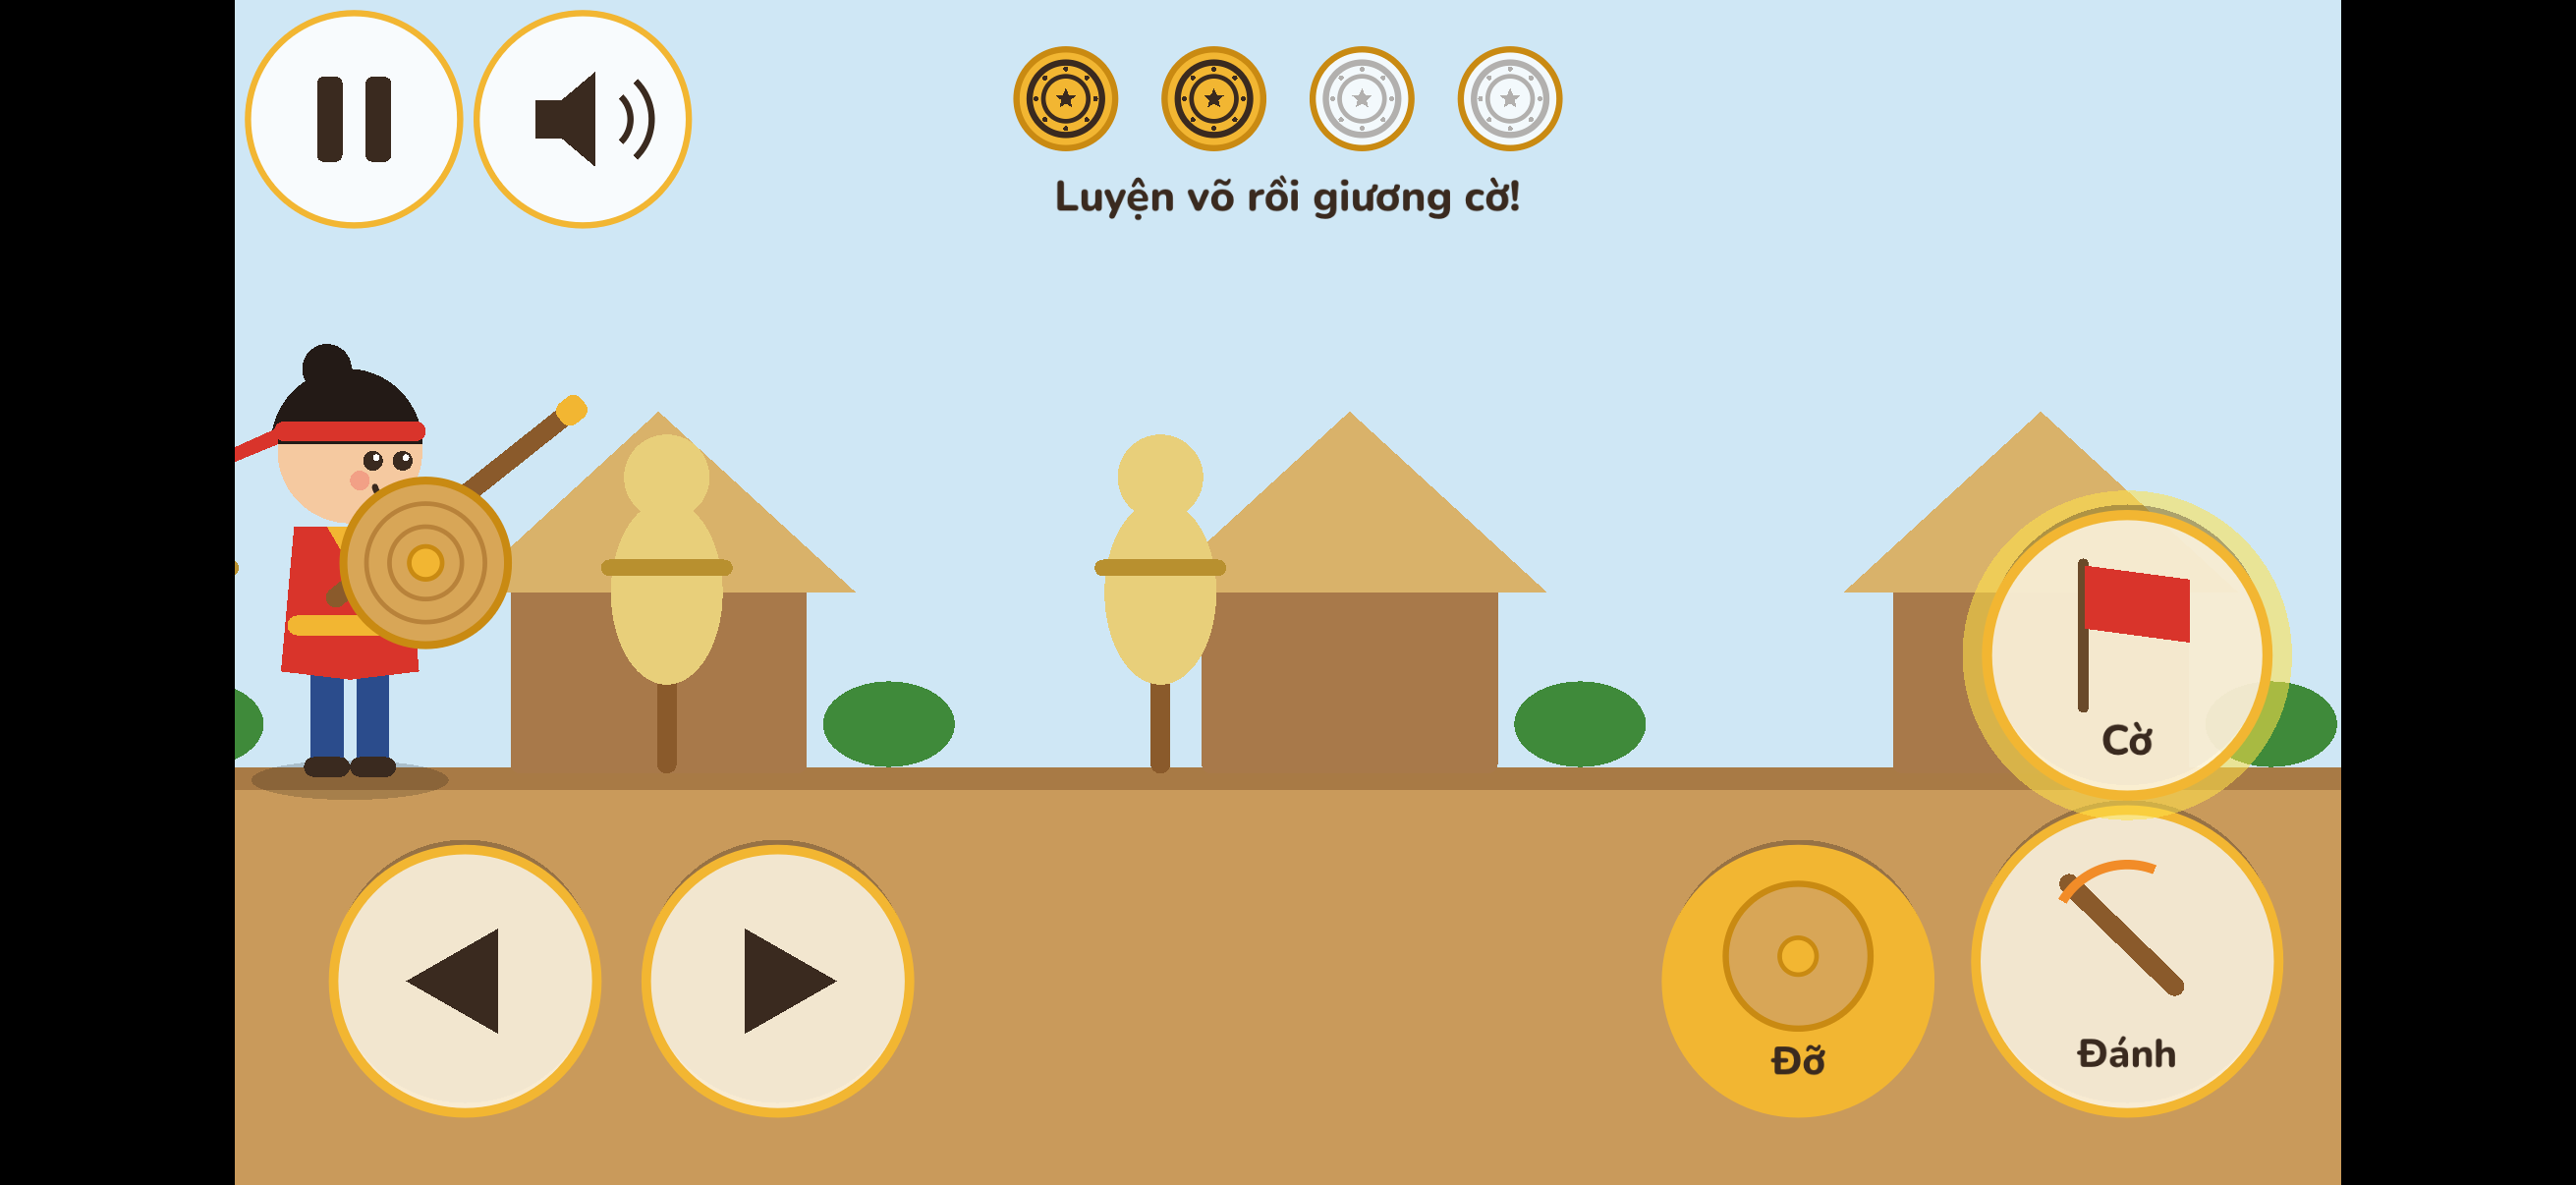 Luyện võ rồi giương cờ!
Cờ
Đỡ
Đánh